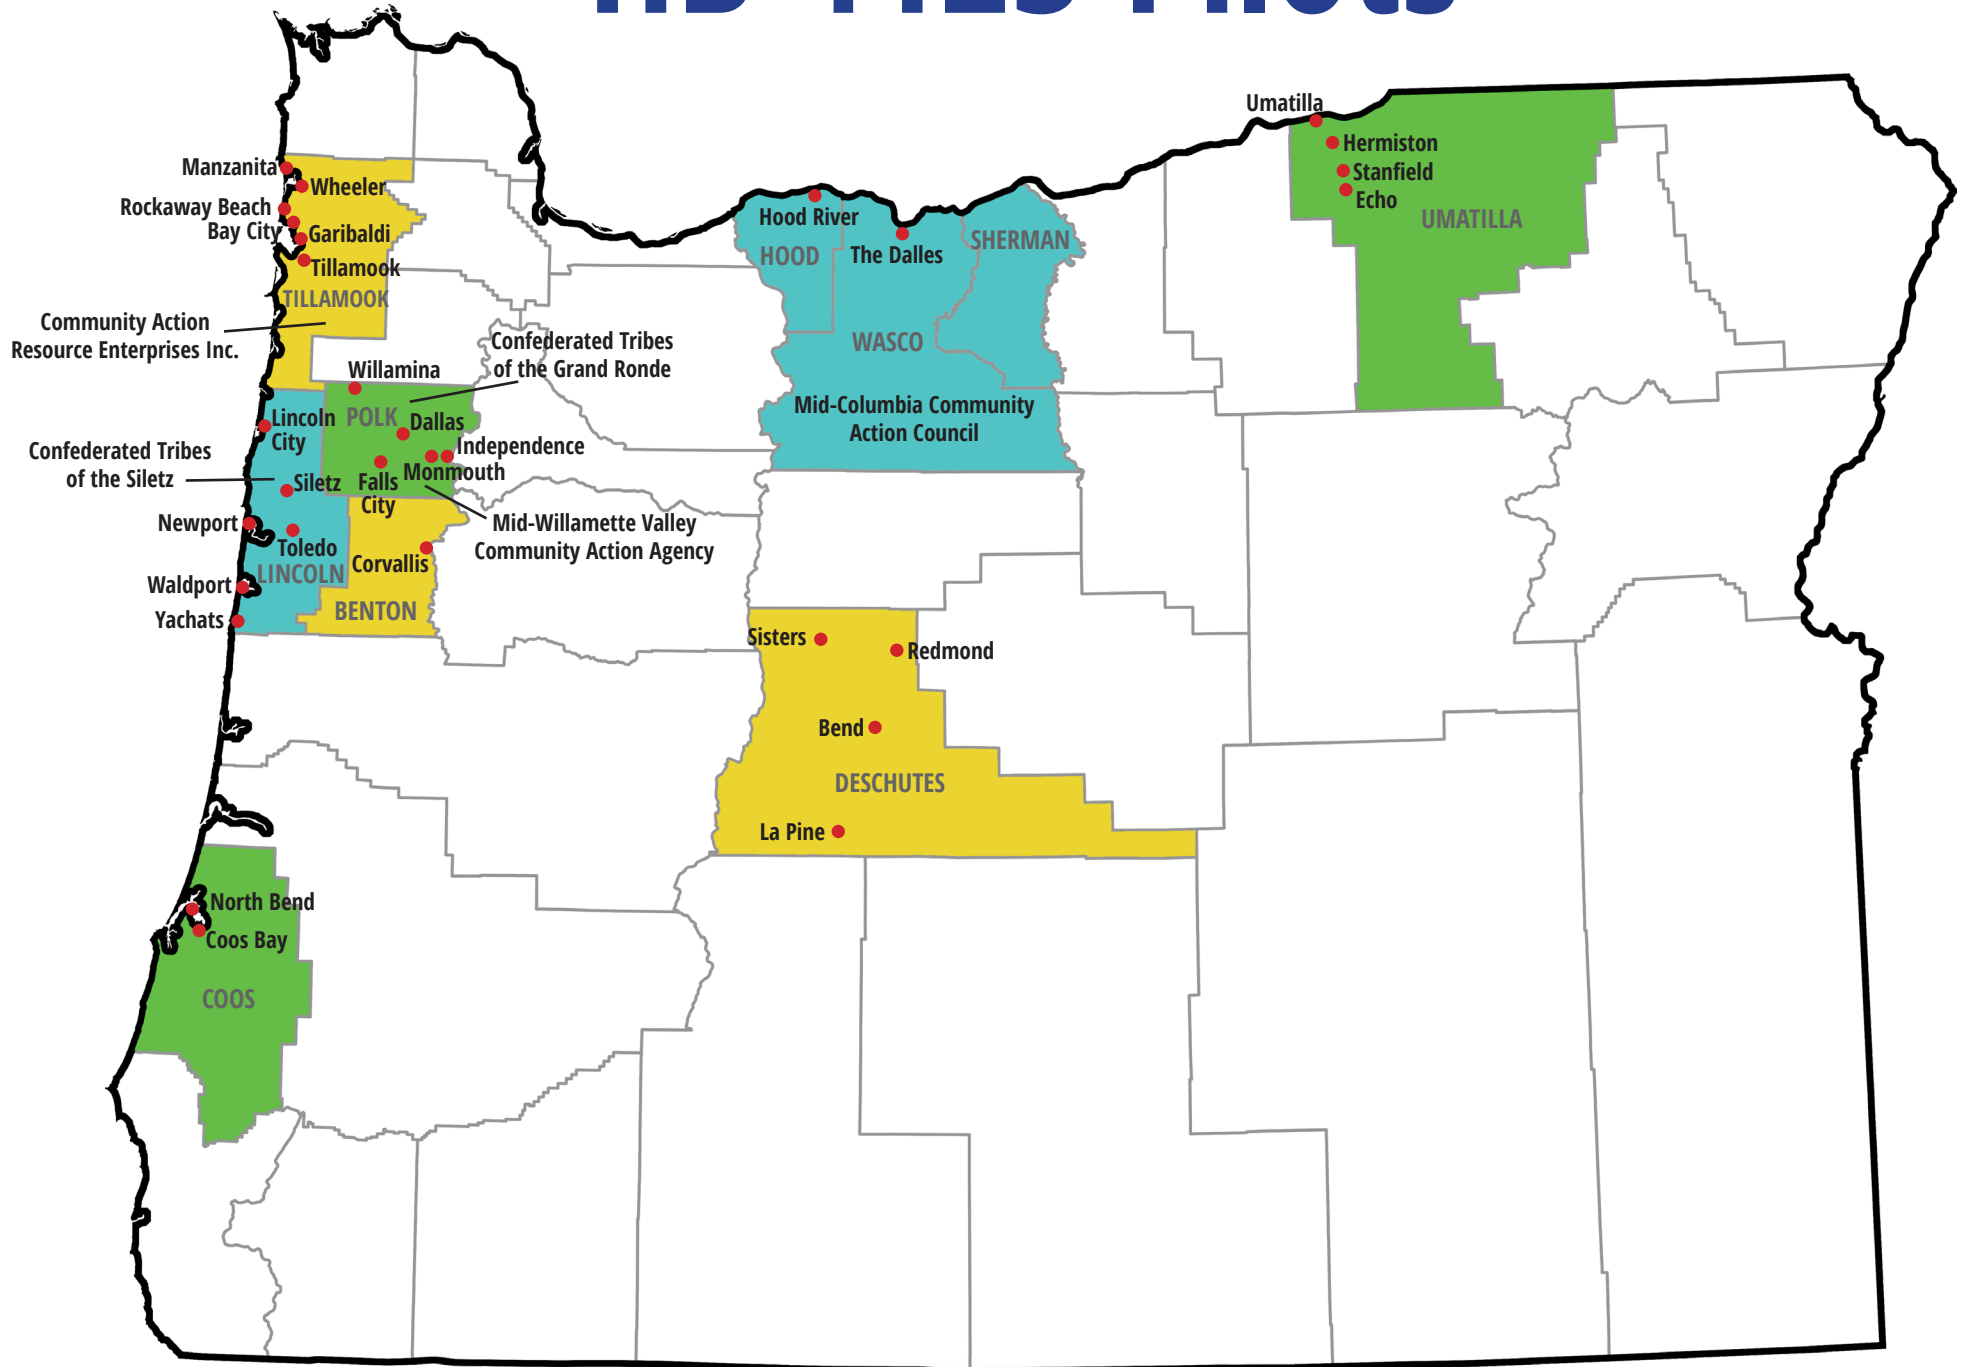 HB 4123 Pilots
Umatilla
Hermiston
Stanfield
Echo
UMATILLA
Manzanita
Wheeler
Rockaway Beach
Bay City
Garibaldi
Tillamook
TILLAMOOK
Community Action
Resource Enterprises Inc.
Hood River
HOOD
The Dalles
SHERMAN
WASCO
Mid-Columbia Community
Action Council
Confederated Tribes
of the Grand Ronde
Willamina
POLK
Dallas
Independence
Monmouth
Falls
City
Mid-Willamette Valley
Community Action Agency
Lincoln
City
Confederated Tribes
of the Siletz
Siletz
Newport
Toledo
LINCOLN
Waldport
Yachats
Corvallis
BENTON
Sisters
Redmond
Bend
DESCHUTES
La Pine
North Bend
Coos Bay
COOS